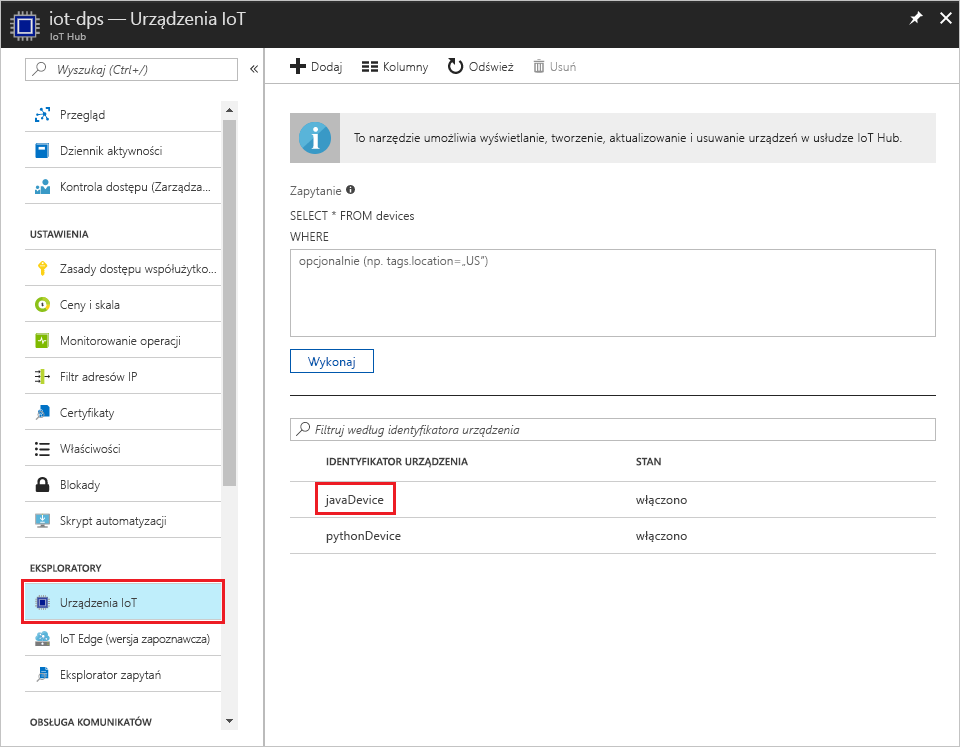 iot-dps — Urządzenia IoT
IoT Hub
Wyszukaj (Ctrl+/)
Przegląd
Dziennik aktywności
Kontrola dostępu (Zarządza...
USTAWIENIA
Zasady dostępu współużytko...
Ceny i skala
Monitorowanie operacji
Filtr adresów IP
Certyfikaty
Właściwości
Blokady
Skrypt automatyzacji
EKSPLORATORY
Urządzenia IoT
IoT Edge (wersja zapoznawcza)
Eksplorator zapytań
OBSŁUGA KOMUNIKATÓW
Dodaj Kolumny Odśwież Usuń
To narzędzie umożliwia wyświetlanie, tworzenie, aktualizowanie i usuwanie urządzeń w usłudze IoT Hub.
Zapytanie
SELECT * FROM devices
WHERE
opcjonalnie (np. tags.location=„US”)
Wykonaj
Filtruj według identyfikatora urządzenia
IDENTYFIKATOR URZĄDZENIA STAN
javaDevice włączono
pythonDevice włączono